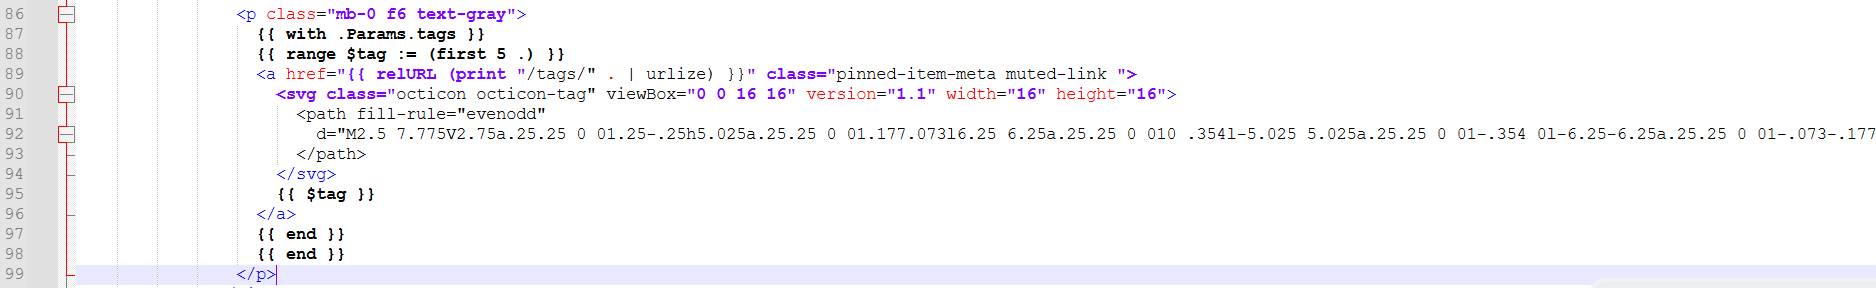 86 <p class="mb-0 f6 text-gray">
87 {{ with .Params.tags }}
88 {{ range $tag := (first 5 .) }}
89 <a href="{{ relURL (print "/tags/" . | urlize) }}" class="pinned-item-meta muted-link ">
90 <svg class="octicon octicon-tag" viewBox="0 0 16 16" version="1.1" width="16" height="16">
91 <path fill-rule="evenodd"
92 d="M2.5 7.775V2.75a.25.25 0 01.25-.25h5.025a.25.25 0 01.177.073l6.25 6.25a.25.25 0 010 .354l-5.025 5.025a.25.25 0 01-.354 0l-6.25-6.25a.25.25 0 01-.073-.177
93 </path>
94 </svg>
95 {{ $tag }}
96 </a>
97 {{ end }}
98 {{ end }}
99 </p>